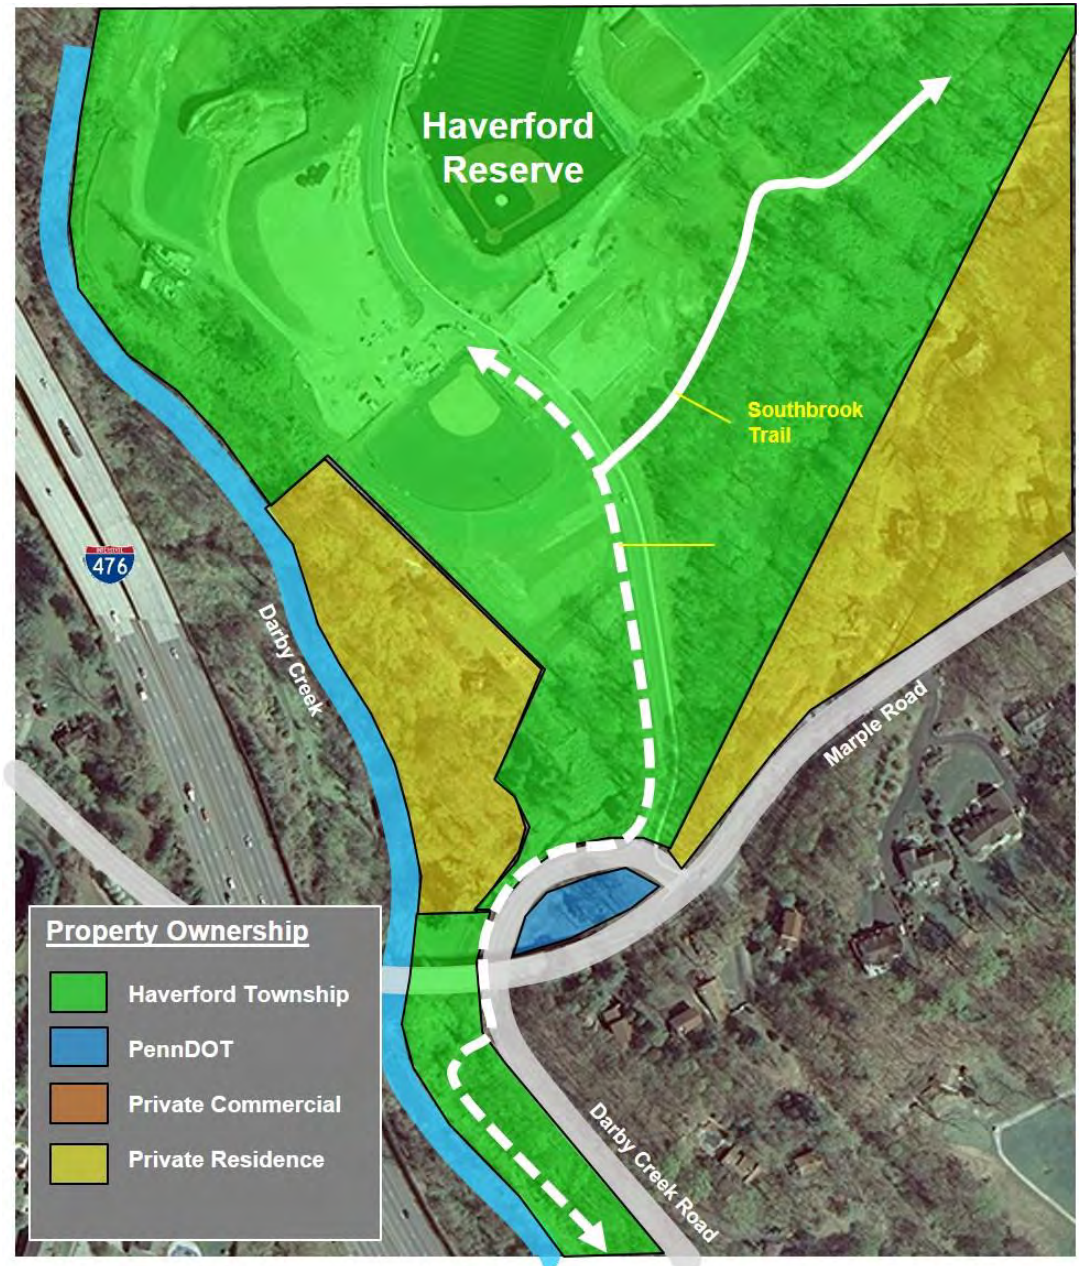 Haverford
Reserve
Southbrook
Trail
476
Darby Creek
Marple Road
Darby Creek Road
Property Ownership
Haverford Township
PennDOT
Private Commercial
Private Residence